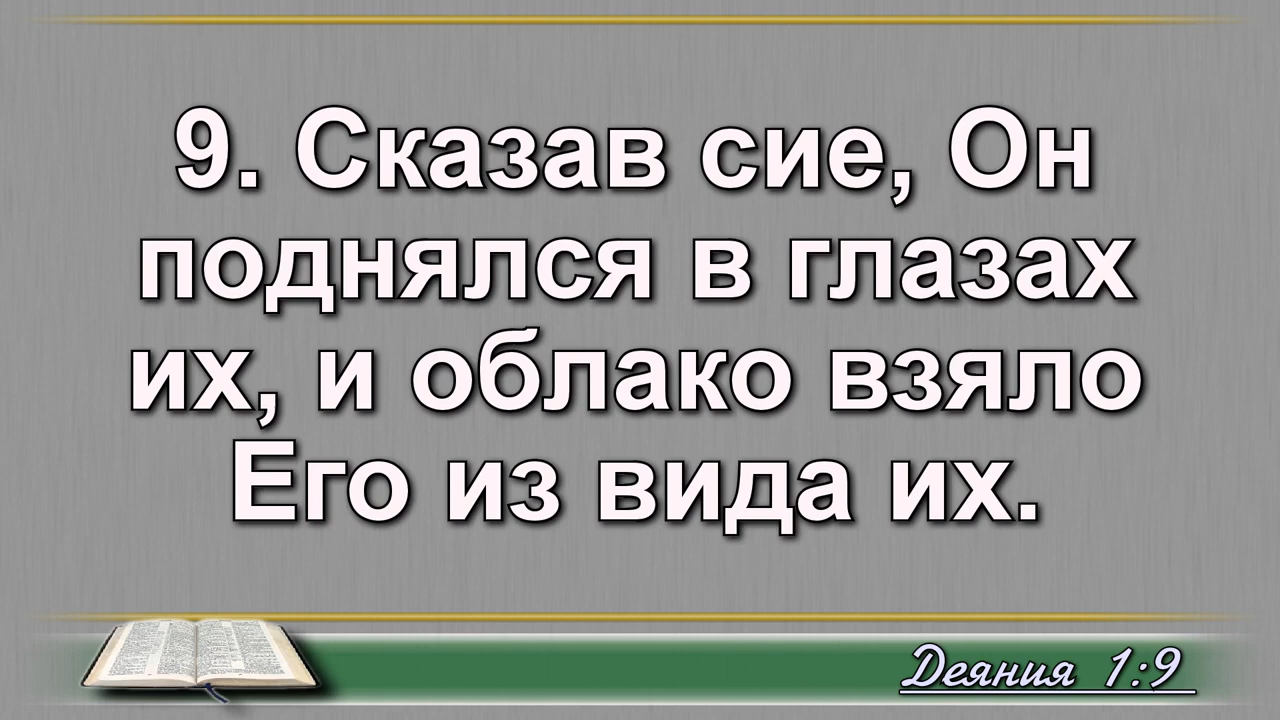 9. Сказав сие, Он
поднялся в глазах
их, и облако взяло
Его из вида их.
Деяния 1:9